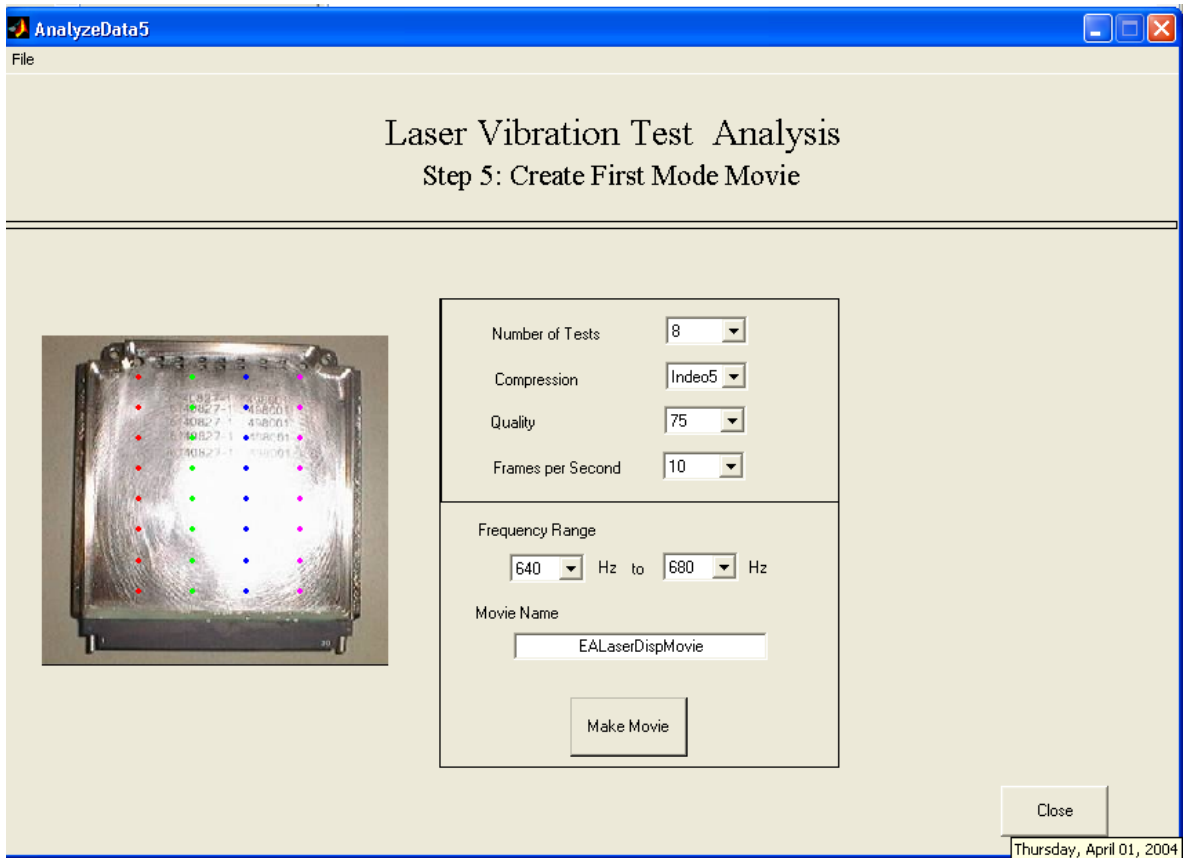 AnalyzeData5
File
Laser Vibration Test Analysis
Step 5: Create First Mode Movie
Number of Tests 8
Compression Indeo5
Quality 75
Frames per Second 10
Frequency Range
640 Hz to 680 Hz
Movie Name
EALaserDispMovie
Make Movie
Close
Thursday, April 01, 2004